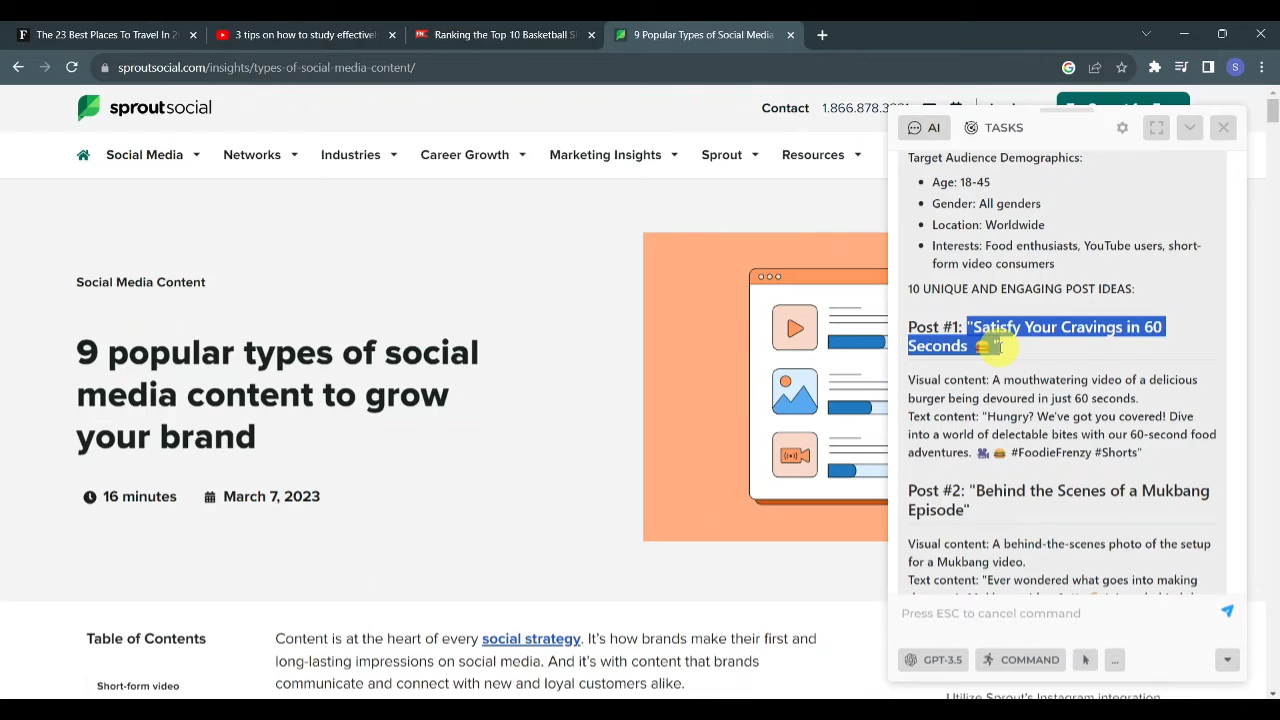 The 23 Best Places To Travel In 2
3 tips on how to study effectivel
Ranking the Top 10 Basketball S
9 Popular Types of Social Media
proutsocial.com/insights/types-of-social-media-content/
S
sproutsocial
Contact
1.866.878.
Social Media
Networks
Industries
Career Growth
Marketing Insights
Sprout
Resources
Social Media Content
9 popular types of social
media content to grow
your brand
16 minutes
March 7, 2023
Table of Contents
Short-form video
Content is at the heart of every social strategy. It's how brands make their first and
long-lasting impressions on social media. And it's with content that brands
communicate and connect with new and loyal customers alike.
AI
TASKS
Target Audience Demographics:
• Age: 18-45
• Gender: All genders
• Location: Worldwide
• Interests: Food enthusiasts, YouTube users, short-
form video consumers
10 UNIQUE AND ENGAGING POST IDEAS:
Post #1: "Satisfy Your Cravings in 60
Seconds 🍔"
Visual content: A mouthwatering video of a delicious
burger being devoured in just 60 seconds.
Text content: "Hungry? We've got you covered! Dive
into a world of delectable bites with our 60-second food
adventures. 🎥 🍔 #FoodieFrenzy #Shorts"
Post #2: "Behind the Scenes of a Mukbang
Episode"
Visual content: A behind-the-scenes photo of the setup
for a Mukbang video.
Text content: "Ever wondered what goes into making
Press ESC to cancel command
GPT-3.5
COMMAND
...
Utilize Sprout's Instagram integration